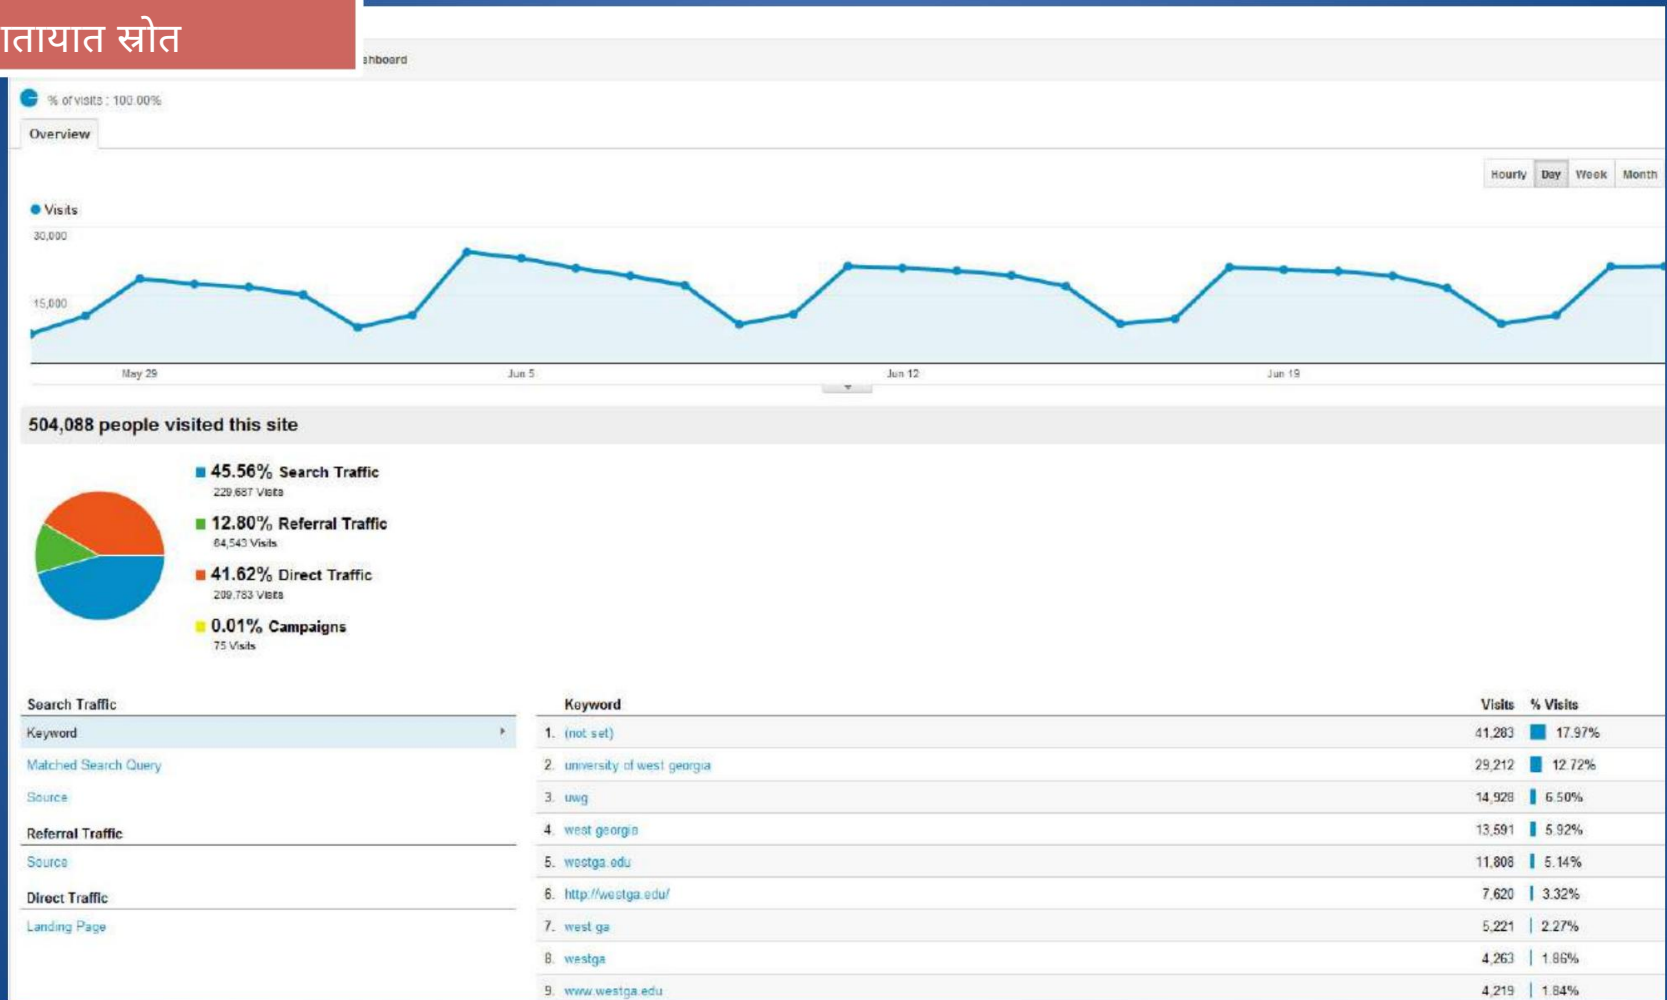 तायात स्रोत
shboard
% of visits : 100.00%
Overview
Hourly Day Week Month
Visits
30,000
15,000
May 29 Jun 5 Jun 12 Jun 19
504,088 people visited this site
45.56% Search Traffic
229,687 Visits
12.80% Referral Traffic
64,543 Visits
41.62% Direct Traffic
209,783 Visits
0.01% Campaigns
75 Visits
Search Traffic
Keyword
Matched Search Query
Source
Referral Traffic
Source
Direct Traffic
Landing Page
Keyword Visits % Visits
1. (not set) 41,283 17.97%
2. university of west georgia 29,212 12.72%
3. uwg 14,928 6.50%
4. west georgia 13,591 5.92%
5. westga.edu 11,808 5.14%
6. http://westga.edu/ 7,620 3.32%
7. west ga 5,221 2.27%
8. westga 4,263 1.86%
9. www.westga.edu 4,219 1.84%